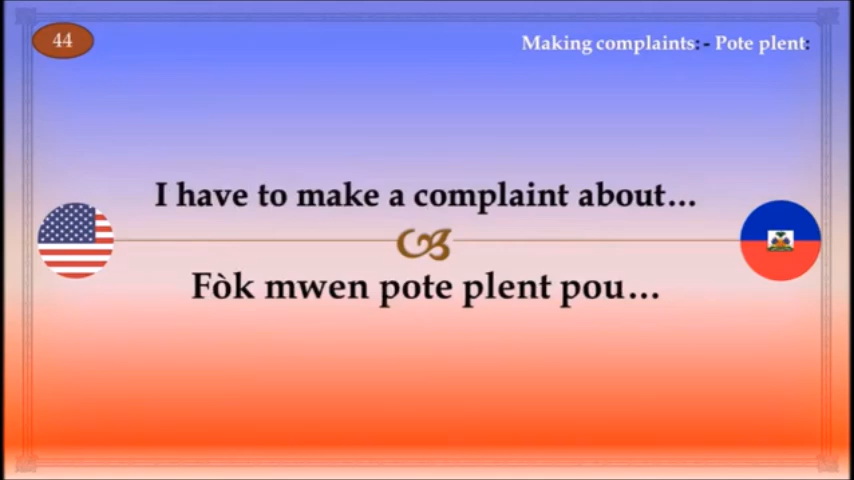 44
Making complaints: - Pote plent:
I have to make a complaint about…
Fòk mwen pote plent pou…